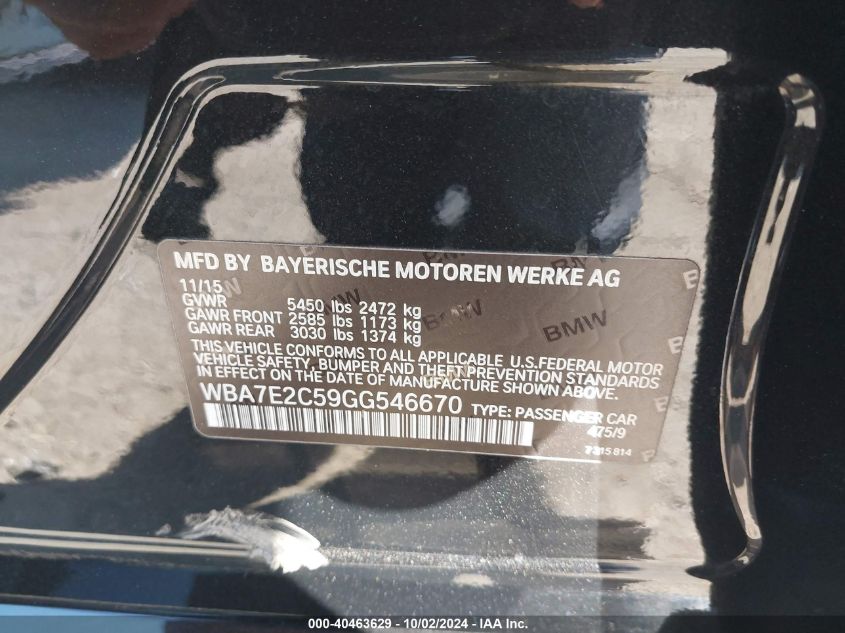 MFD BY BAYERISCHE MOTOREN WERKE AG
11/15
GVWR 5450 lbs 2472 kg
GAWR FRONT 2585 lbs 1173 kg
GAWR REAR 3030 lbs 1374 kg
THIS VEHICLE CONFORMS TO ALL APPLICABLE U.S.FEDERAL MOTOR
VEHICLE SAFETY, BUMPER AND THEFT PREVENTION STANDARDS
IN EFFECT ON THE DATE OF MANUFACTURE SHOWN ABOVE.
WBA7E2C59GG546670 TYPE: PASSENGER CAR
475/9
7315814
BMW
BMW
000-40463629 - 10/02/2024 - IAA Inc.